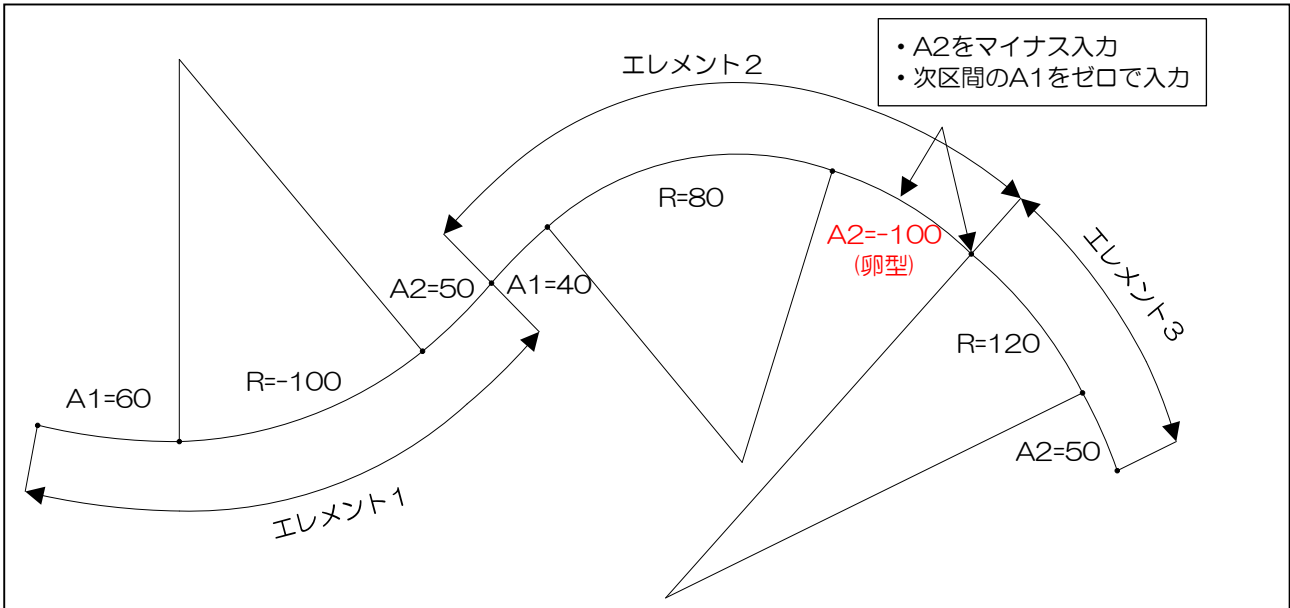 ・A2をマイナス入力
・次区間のA1をゼロで入力
エレメント2
R=80
A2=-100
(卵型)
エレメント3
A2=50
A1=40
R=120
R=-100
A1=60
A2=50
エレメント1